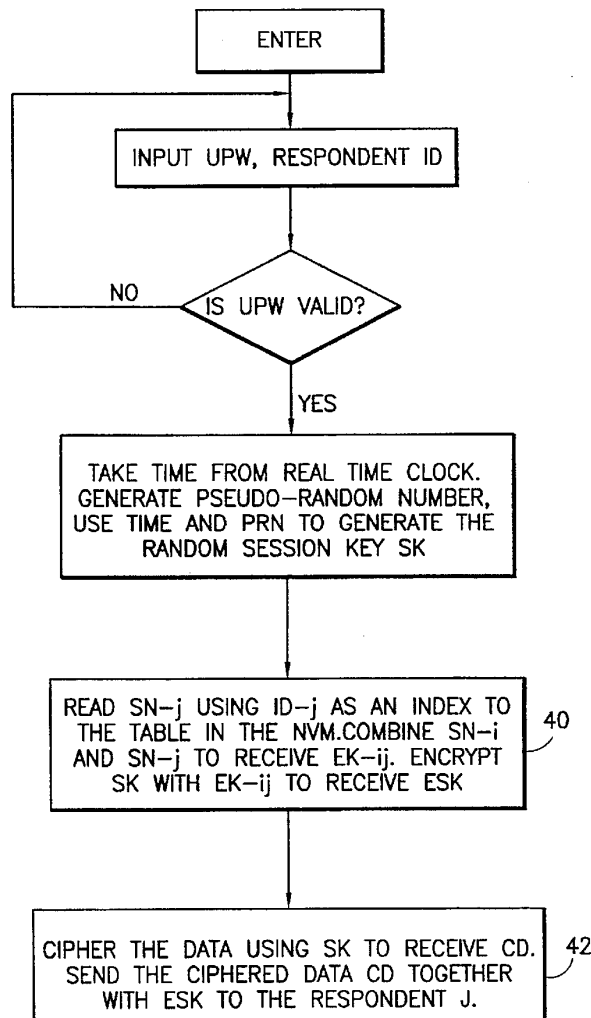 ENTER
INPUT UPW, RESPONDENT ID
IS UPW VALID?
NO
YES
TAKE TIME FROM REAL TIME CLOCK.
GENERATE PSEUDO-RANDOM NUMBER,
USE TIME AND PRN TO GENERATE THE
RANDOM SESSION KEY SK
READ SN-j USING ID-j AS AN INDEX TO
THE TABLE IN THE NVM.COMBINE SN-i
AND SN-j TO RECEIVE EK-ij. ENCRYPT
SK WITH EK-ij TO RECEIVE ESK
40
CIPHER THE DATA USING SK TO RECEIVE CD.
SEND THE CIPHERED DATA CD TOGETHER
WITH ESK TO THE RESPONDENT J.
42